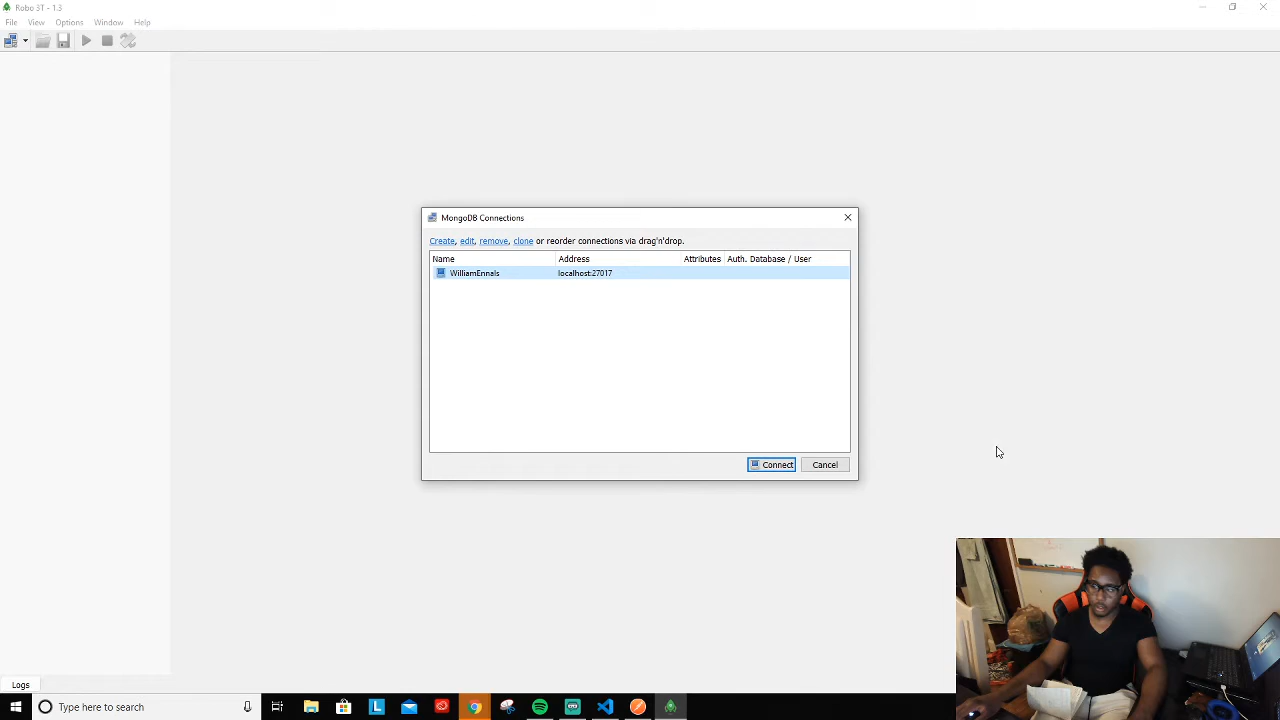 Robo 3T - 1.3
File View Options Window Help
MongoDB Connections
Create, edit, remove, clone or reorder connections via drag'n'drop.
Name Address Attributes Auth. Database / User
WilliamEnnals localhost:27017
Connect Cancel
Logs
Type here to search